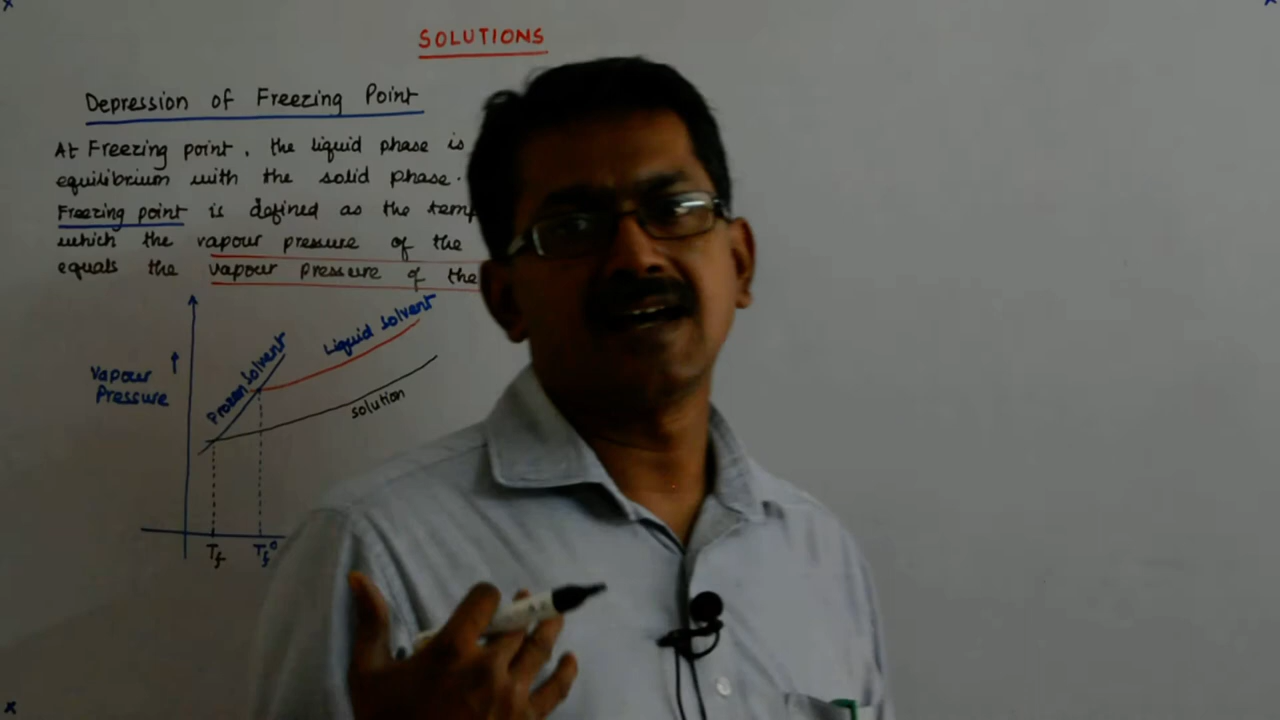 SOLUTIONS
Depression of Freezing Point
At Freezing point, the liquid phase is
equilibrium with the solid phase.
Freezing point is defined as the temp
which the vapour pressure of the
equals the vapour pressure of the
Liquid solvent
Frozen solvent
Vapour
Pressure
solution
Tf
Tf°